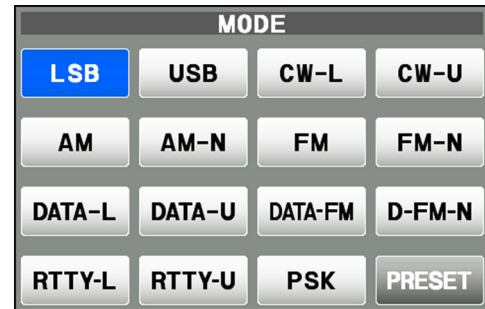 MODE
LSB USB CW-L CW-U
AM AM-N FM FM-N
DATA-L DATA-U DATA-FM D-FM-N
RTTY-L RTTY-U PSK PRESET